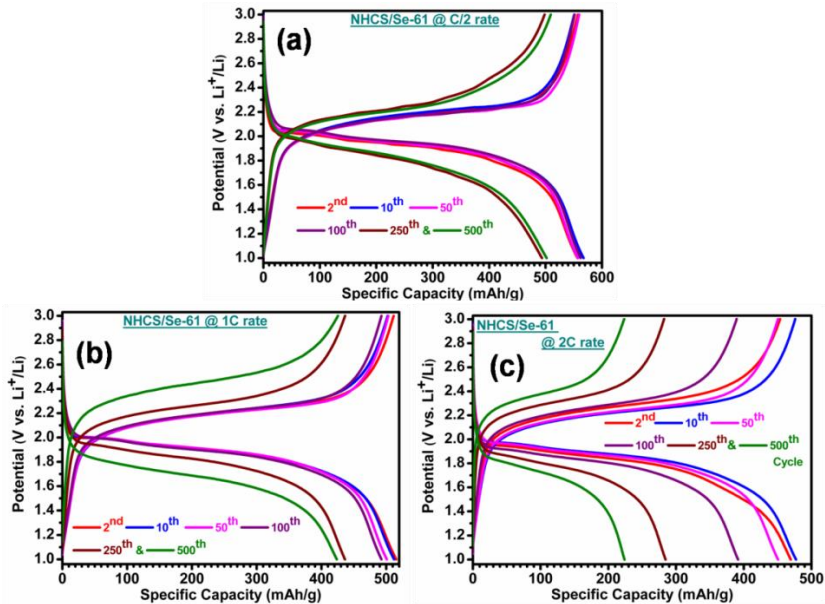 NHCS/Se-61 @ C/2 rate
(a)
Potential (V vs. Li⁺/Li)
3.0
2.8
2.6
2.4
2.2
2.0
1.8
1.6
1.4
1.2
1.0
2nd 10th 50th
100th 250th & 500th
0 100 200 300 400 500 600
Specific Capacity (mAh/g)
NHCS/Se-61 @ 1C rate
(b)
Potential (V vs. Li⁺/Li)
3.0
2.8
2.6
2.4
2.2
2.0
1.8
1.6
1.4
1.2
1.0
2nd 10th 50th 100th
250th & 500th
0 100 200 300 400 500
Specific Capacity (mAh/g)
NHCS/Se-61
@ 2C rate
(c)
Potential (V vs. Li⁺/Li)
3.0
2.8
2.6
2.4
2.2
2.0
1.8
1.6
1.4
1.2
1.0
2nd 10th 50th
100th 250th & 500th
Cycle
0 100 200 300 400 500
Specific Capacity (mAh/g)